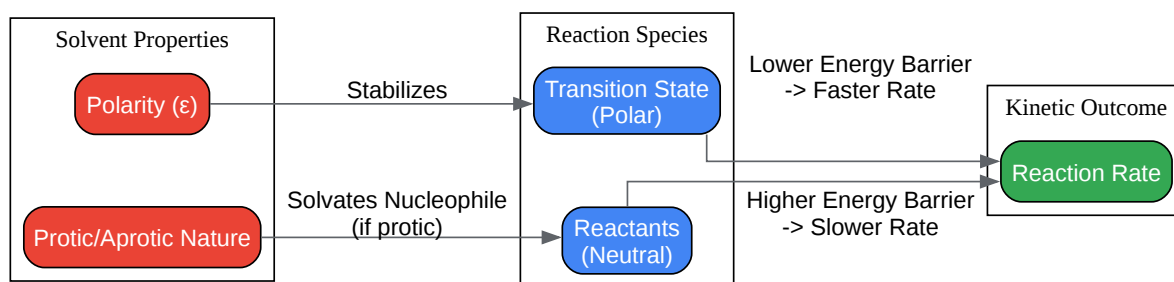 Solvent Properties
Polarity (ε)
Protic/Aprotic Nature
Stabilizes
Solvates Nucleophile
(if protic)
Reaction Species
Transition State
(Polar)
Reactants
(Neutral)
Lower Energy Barrier
-> Faster Rate
Higher Energy Barrier
-> Slower Rate
Kinetic Outcome
Reaction Rate